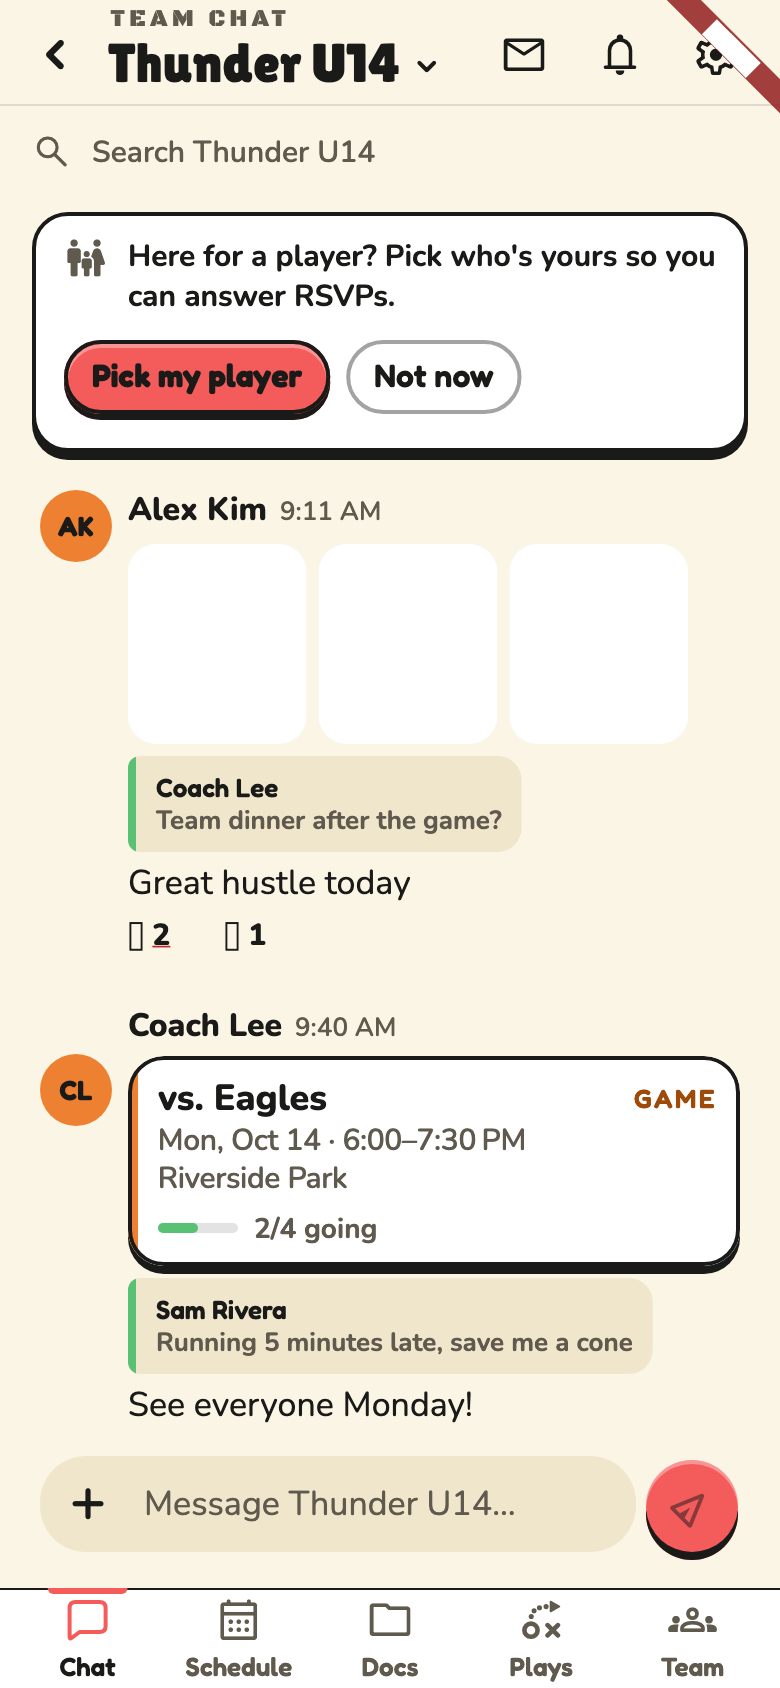 TEAM CHAT
Thunder U14
Search Thunder U14
Here for a player? Pick who's yours so you
can answer RSVPs.
Pick my player
Not now
AK
Alex Kim 9:11 AM
Coach Lee
Team dinner after the game?
Great hustle today
2 1
Coach Lee 9:40 AM
CL
vs. Eagles
GAME
Mon, Oct 14 · 6:00–7:30 PM
Riverside Park
2/4 going
Sam Rivera
Running 5 minutes late, save me a cone
See everyone Monday!
Message Thunder U14...
Chat
Schedule
Docs
Plays
Team